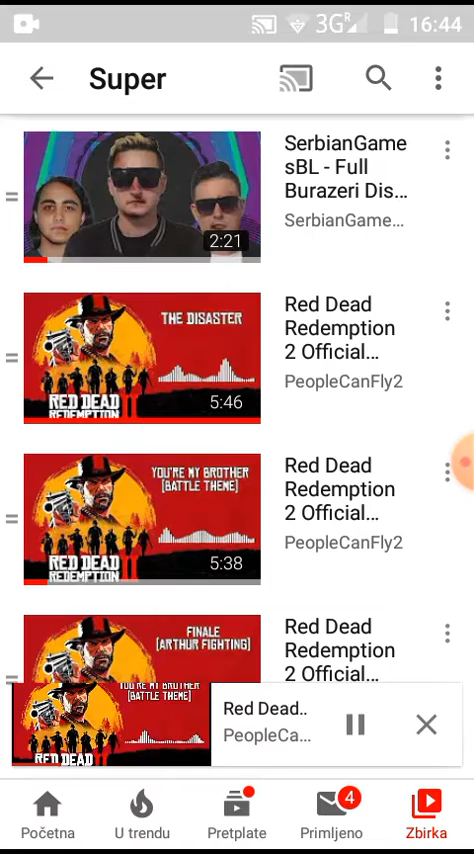 3G R 16:44
Super
SerbianGame
sBL - Full
Burazeri Dis...
SerbianGame...
2:21
THE DISASTER
RED DEAD
REDEMPTION
II
5:46
Red Dead
Redemption
2 Official...
PeopleCanFly2
YOU'RE MY BROTHER
(BATTLE THEME)
RED DEAD
REDEMPTION
II
5:38
Red Dead
Redemption
2 Official...
PeopleCanFly2
FINALE
(ARTHUR FIGHTING)
Red Dead
Redemption
2 Official...
YOU'RE MY BROTHER
(BATTLE THEME)
RED DEAD
Red Dead..
PeopleCa...
4
Početna
U trendu
Pretplate
Primljeno
Zbirka